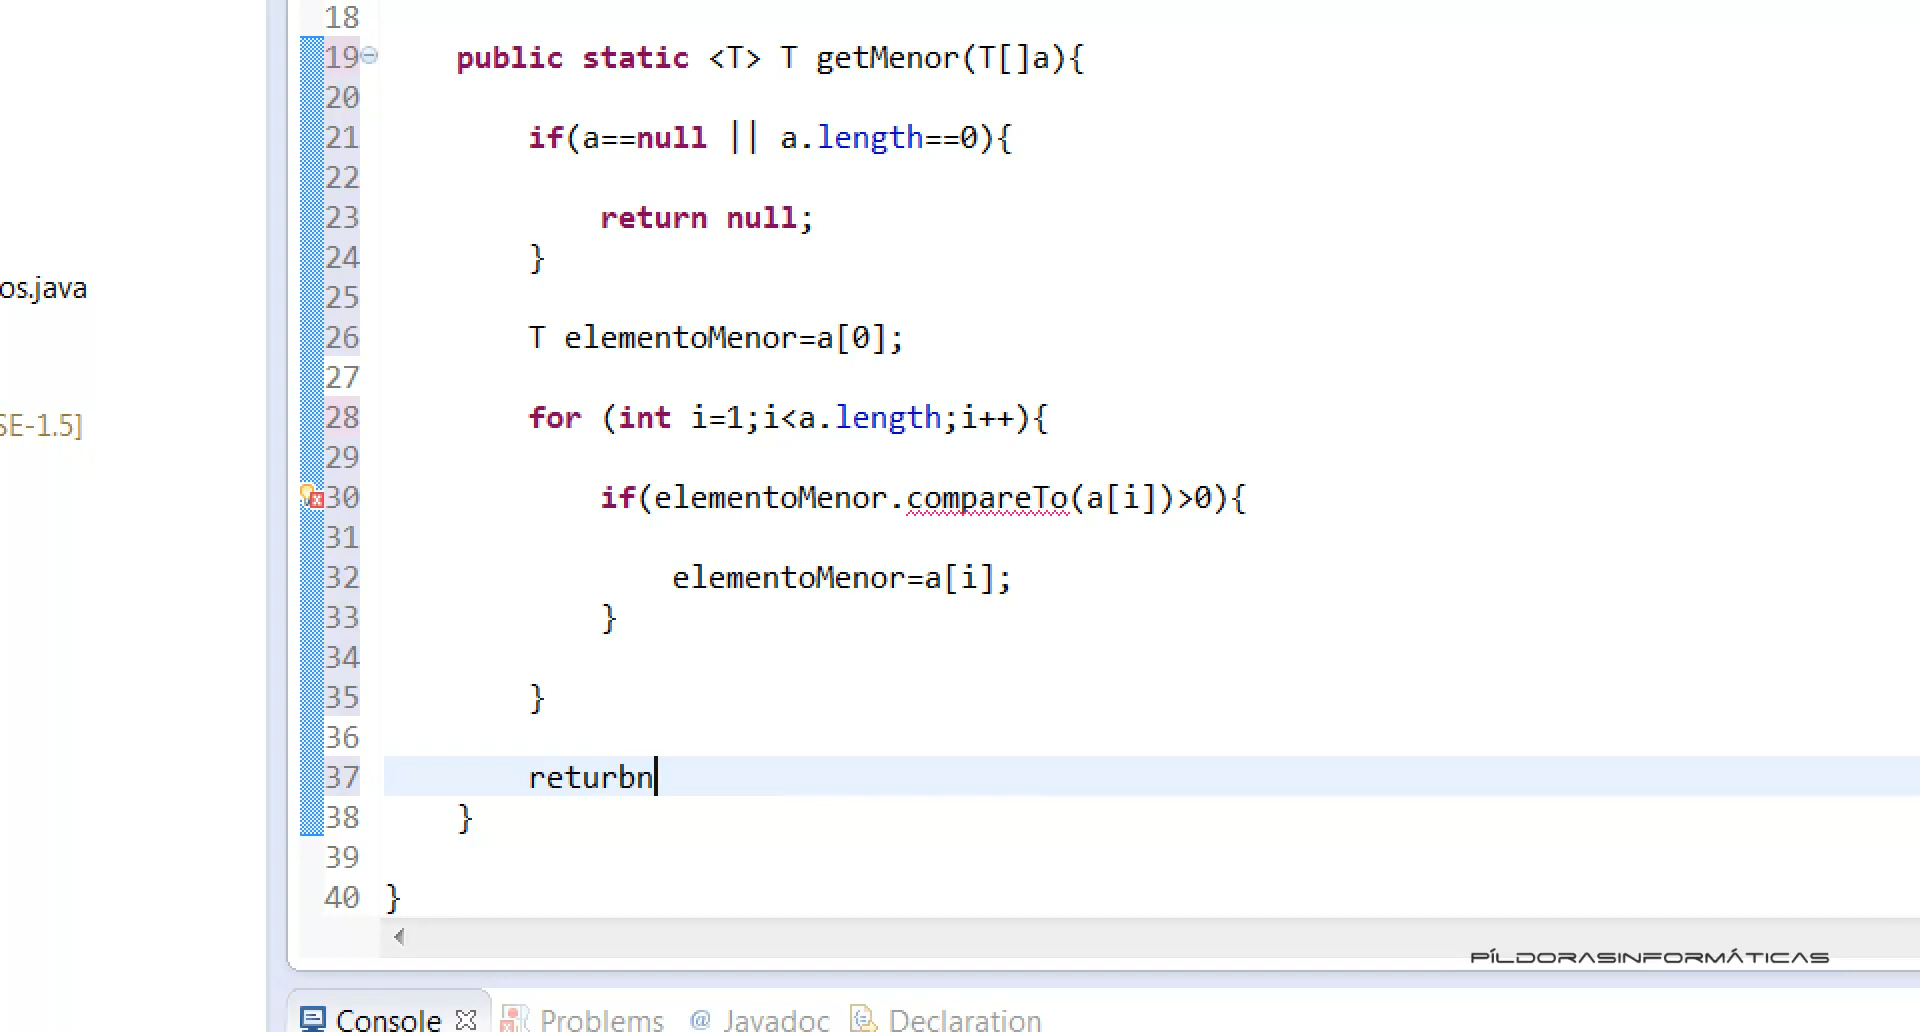 18
19 public static <T> T getMenor(T[]a){
20
21 if(a==null || a.length==0){
22
23 return null;
24 }
25
os.java
26 T elementoMenor=a[0];
27
28 for (int i=1;i<a.length;i++){
SE-1.5]
29
30 if(elementoMenor.compareTo(a[i])>0){
31
32 elementoMenor=a[i];
33 }
34
35 }
36
37 returbn
38 }
39
40 }
PÍLDORASINFORMÁTICAS
Console Problems @ Javadoc Declaration